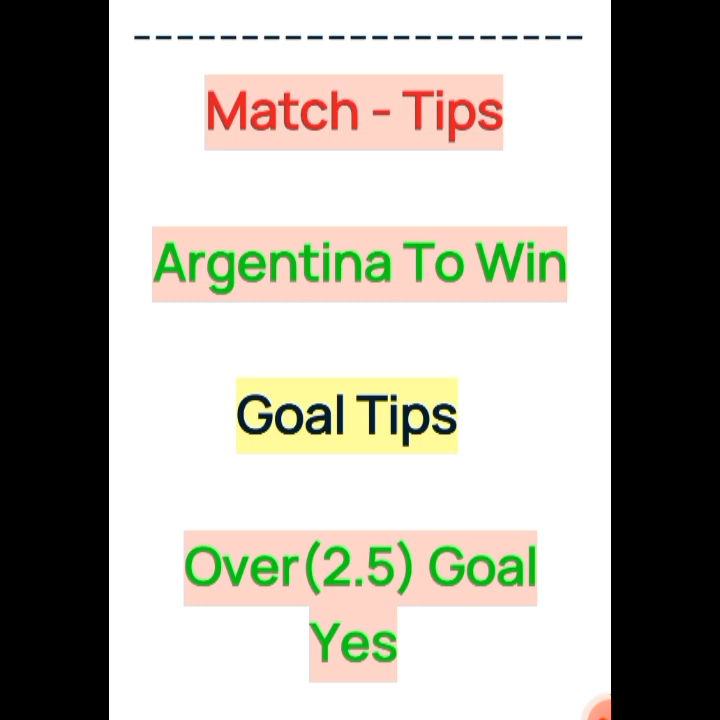 Match - Tips
Argentina To Win
Goal Tips
Over(2.5) Goal
Yes